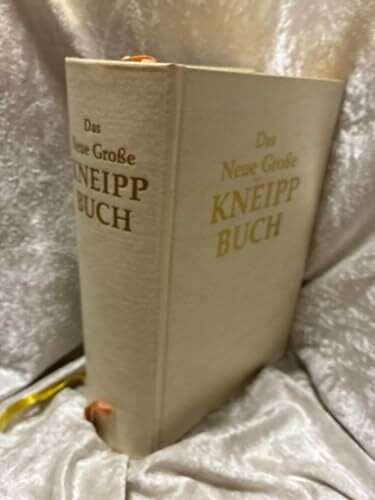 Das
Neue Große
KNEIPP
BUCH
Das
Neue Große
KNEIPP
BUCH